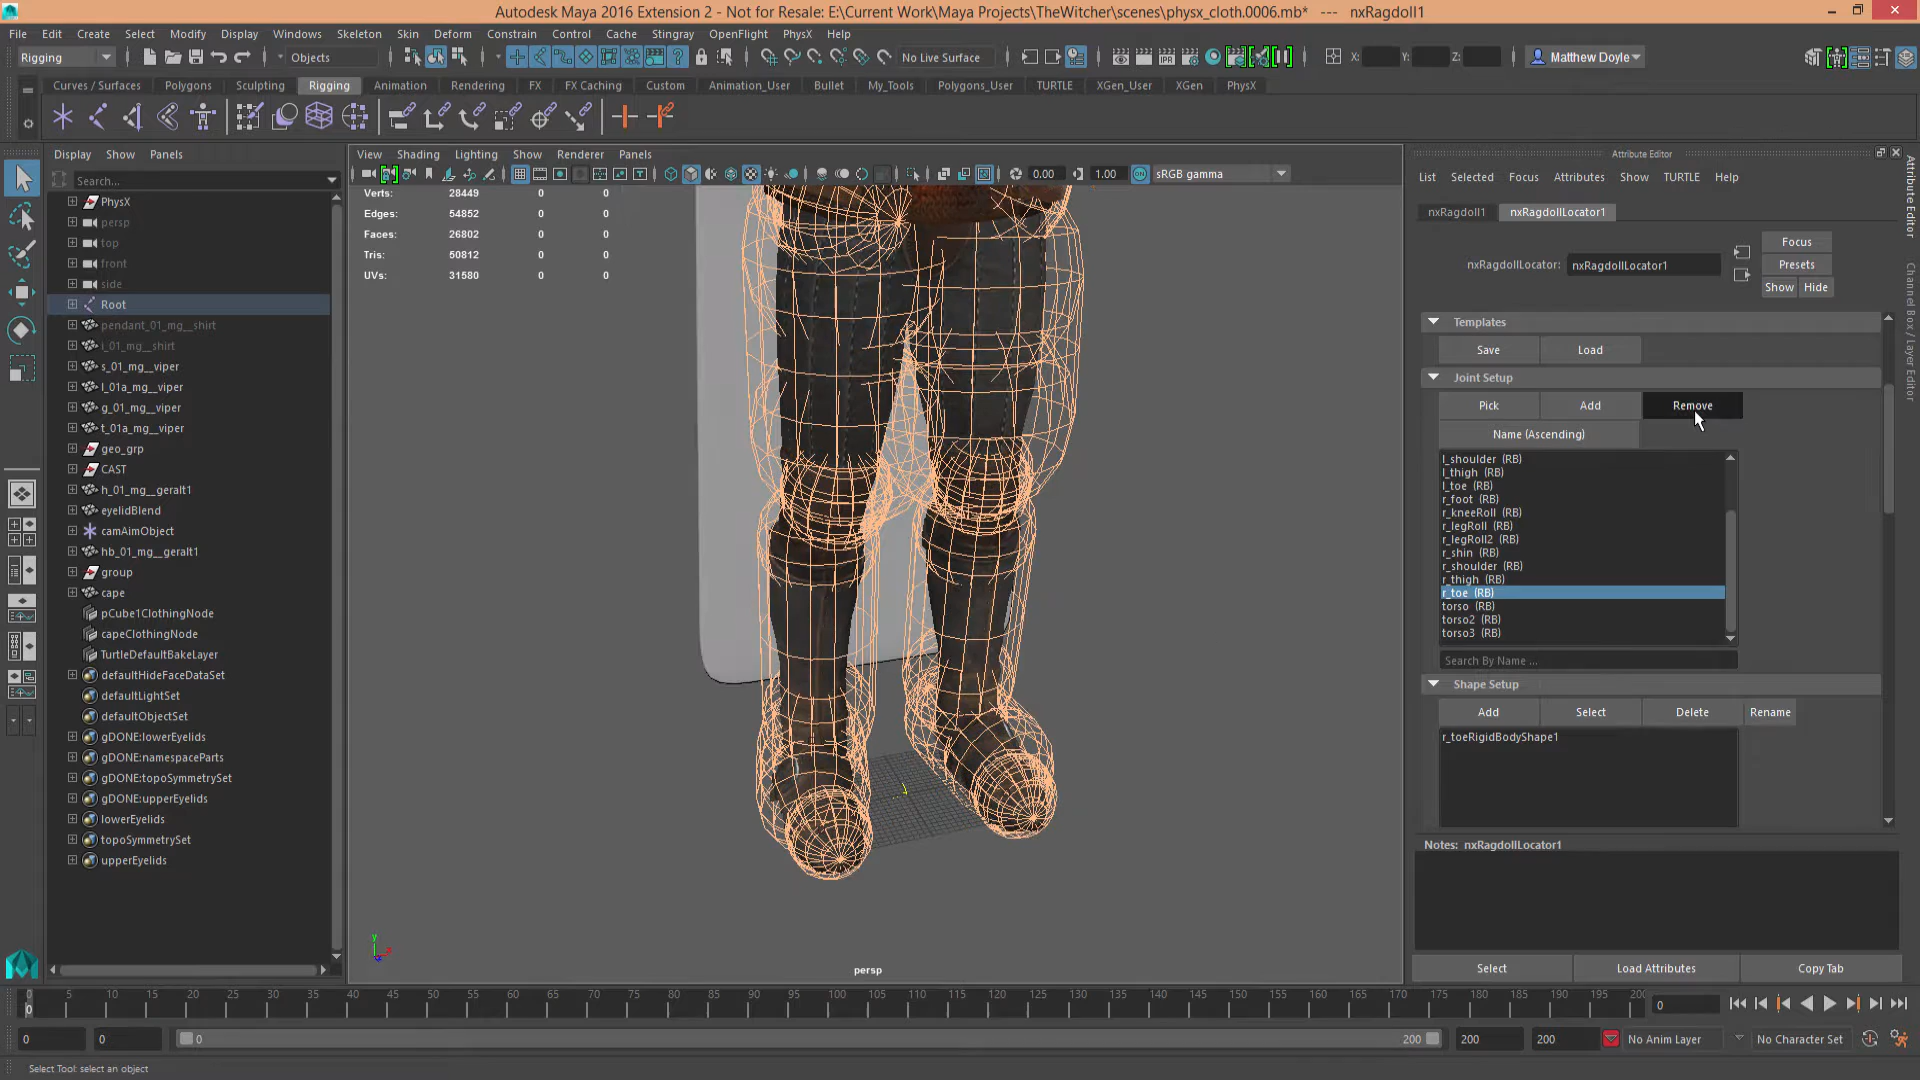 Autodesk Maya 2016 Extension 2 - Not for Resale: E:\Current Work\Maya Projects\TheWitcher\scenes\physx_cloth.0006.mb* --- nxRagdoll1
File Edit Create Select Modify Display Windows Skeleton Skin Deform Constrain Control Cache Stingray OpenFlight PhysX Help
Rigging Objects No Live Surface X: Y: Z: Matthew Doyle
Curves / Surfaces Polygons Sculpting Rigging Animation Rendering FX FX Caching Custom Animation_User Bullet My_Tools Polygons_User TURTLE XGen_User XGen PhysX
Display Show Panels
Search...
PhysX
persp
top
front
side
Root
pendant_01_mg__shirt
i_01_mg__shirt
s_01_mg__viper
l_01a_mg__viper
g_01_mg__viper
t_01a_mg__viper
geo_grp
CAST
h_01_mg__geralt1
eyelidBlend
camAimObject
hb_01_mg__geralt1
group
cape
pCube1ClothingNode
capeClothingNode
TurtleDefaultBakeLayer
defaultHideFaceDataSet
defaultLightSet
defaultObjectSet
gDONE:lowerEyelids
gDONE:namespaceParts
gDONE:topoSymmetrySet
gDONE:upperEyelids
lowerEyelids
topoSymmetrySet
upperEyelids
View Shading Lighting Show Renderer Panels
IPR
0.00 1.00 ON sRGB gamma
Verts: 28449 0 0
Edges: 54852 0 0
Faces: 26802 0 0
Tris: 50812 0 0
UVs: 31580 0 0
y
x
persp
Attribute Editor
List Selected Focus Attributes Show TURTLE Help
nxRagdoll1 nxRagdollLocator1
nxRagdollLocator: nxRagdollLocator1
Focus
Presets
Show Hide
Templates
Save Load
Joint Setup
Pick Add Remove
Name (Ascending)
l_shoulder (RB)
l_thigh (RB)
l_toe (RB)
r_foot (RB)
r_kneeRoll (RB)
r_legRoll (RB)
r_legRoll2 (RB)
r_shin (RB)
r_shoulder (RB)
r_thigh (RB)
r_toe (RB)
torso (RB)
torso2 (RB)
torso3 (RB)
Search By Name ...
Shape Setup
Add Select Delete Rename
r_toeRigidBodyShape1
Notes: nxRagdollLocator1
Select Load Attributes Copy Tab
Attribute Editor
Channel Box / Layer Editor
0 5 10 15 20 25 30 35 40 45 50 55 60 65 70 75 80 85 90 95 100 105 110 115 120 125 130 135 140 145 150 155 160 165 170 175 180 185 190 195 200
0
0
0 0 0 200 200 200 No Anim Layer No Character Set
Select Tool: select an object